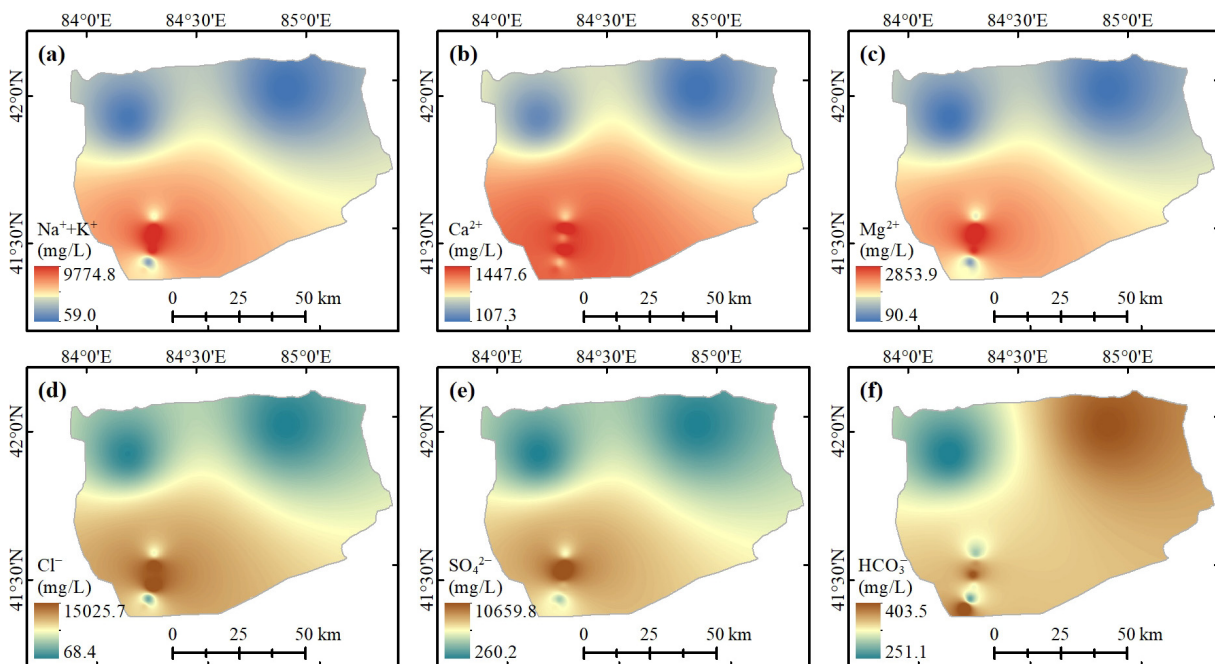 84°0′E 84°30′E 85°0′E
84°0′E 84°30′E 85°0′E
84°0′E 84°30′E 85°0′E
(a)
(b)
(c)
42°0′N
42°0′N
42°0′N
41°30′N
41°30′N
41°30′N
Na⁺+K⁺
(mg/L)
9774.8
59.0
0 25 50 km
Ca²⁺
(mg/L)
1447.6
107.3
0 25 50 km
Mg²⁺
(mg/L)
2853.9
90.4
0 25 50 km
84°0′E 84°30′E 85°0′E
84°0′E 84°30′E 85°0′E
84°0′E 84°30′E 85°0′E
(d)
(e)
(f)
42°0′N
42°0′N
42°0′N
41°30′N
41°30′N
41°30′N
Cl⁻
(mg/L)
15025.7
68.4
0 25 50 km
SO₄²⁻
(mg/L)
10659.8
260.2
0 25 50 km
HCO₃⁻
(mg/L)
403.5
251.1
0 25 50 km